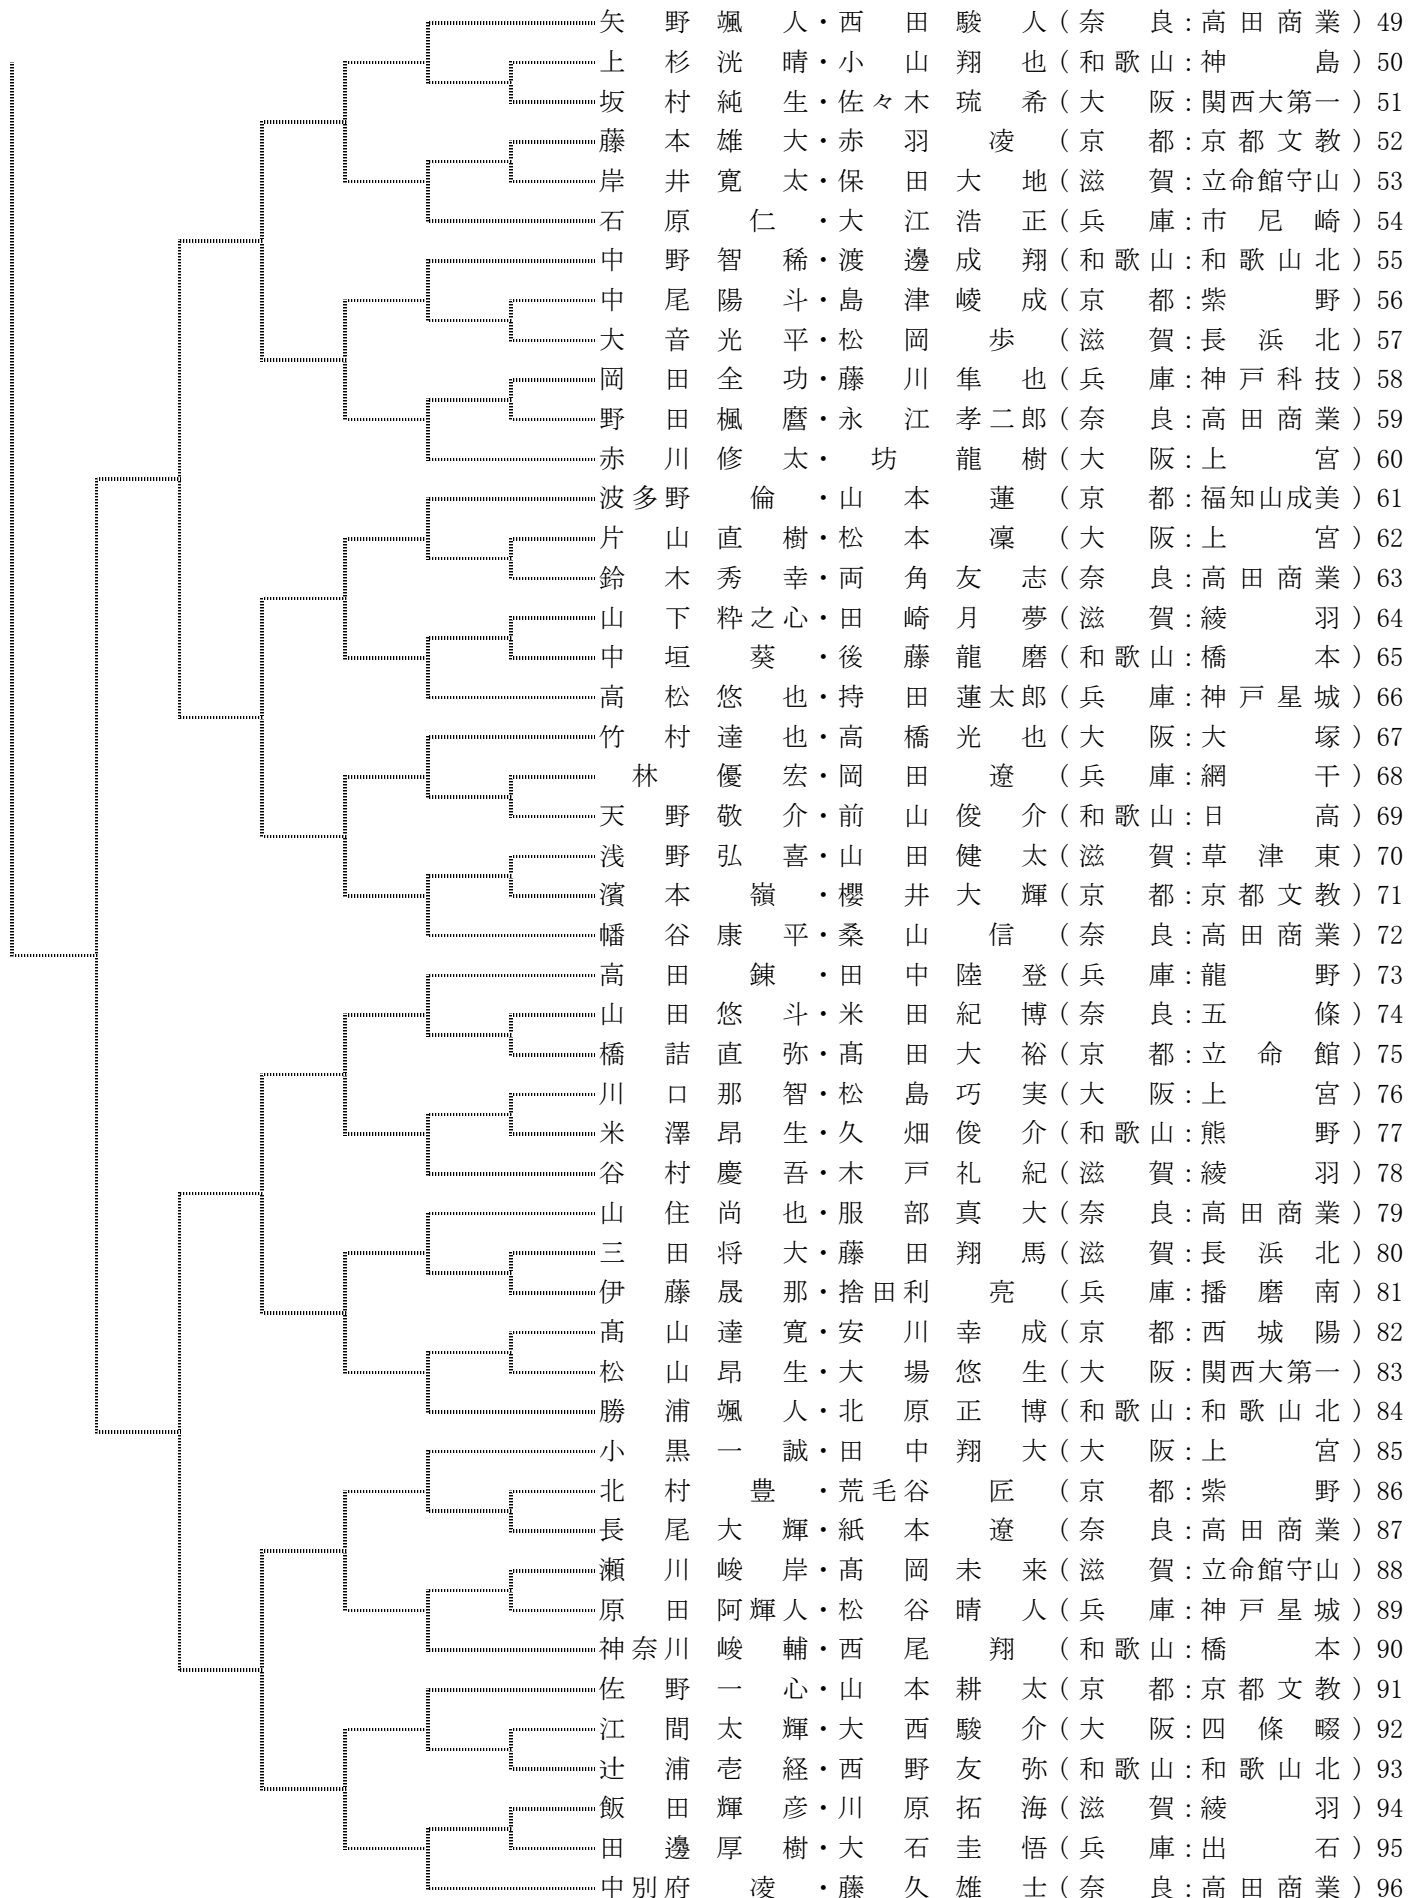 矢野颯人・西田駿人（奈良：高田商業）49
上杉洸晴・小山翔也（和歌山：神島）50
坂村純生・佐々木琉希（大阪：関西大第一）51
藤本雄大・赤羽凌（京都：京都文教）52
岸井寛太・保田大地（滋賀：立命館守山）53
石原仁・大江浩正（兵庫：市尼崎）54
中野智稀・渡邊成翔（和歌山：和歌山北）55
中尾陽斗・島津崚成（京都：紫野）56
大音光平・松岡歩（滋賀：長浜北）57
岡田全功・藤川隼也（兵庫：神戸科技）58
野田楓麿・永江孝二郎（奈良：高田商業）59
赤川修太・坊龍樹（大阪：上宮）60
波多野倫・山本蓮（京都：福知山成美）61
片山直樹・松本凜（大阪：上宮）62
鈴木秀幸・両角友志（奈良：高田商業）63
山下粋之心・田崎月夢（滋賀：綾羽）64
中垣葵・後藤龍磨（和歌山：橋本）65
高松悠也・持田蓮太郎（兵庫：神戸星城）66
竹村達也・高橋光也（大阪：大塚）67
林優宏・岡田遼（兵庫：網干）68
天野敬介・前山俊介（和歌山：日高）69
浅野弘喜・山田健太（滋賀：草津東）70
濱本嶺・櫻井大輝（京都：京都文教）71
幡谷康平・桑山信（奈良：高田商業）72
高田錬・田中陸登（兵庫：龍野）73
山田悠斗・米田紀博（奈良：五條）74
橋詰直弥・髙田大裕（京都：立命館）75
川口那智・松島巧実（大阪：上宮）76
米澤昂生・久畑俊介（和歌山：熊野）77
谷村慶吾・木戸礼紀（滋賀：綾羽）78
山住尚也・服部真大（奈良：高田商業）79
三田将大・藤田翔馬（滋賀：長浜北）80
伊藤晟那・捨田利亮（兵庫：播磨南）81
髙山達寛・安川幸成（京都：西城陽）82
松山昂生・大場悠生（大阪：関西大第一）83
勝浦颯人・北原正博（和歌山：和歌山北）84
小黒一誠・田中翔大（大阪：上宮）85
北村豊・荒毛谷匠（京都：紫野）86
長尾大輝・紙本遼（奈良：高田商業）87
瀬川峻岸・髙岡未来（滋賀：立命館守山）88
原田阿輝人・松谷晴人（兵庫：神戸星城）89
神奈川峻輔・西尾翔（和歌山：橋本）90
佐野一心・山本耕太（京都：京都文教）91
江間太輝・大西駿介（大阪：四條畷）92
辻浦壱経・西野友弥（和歌山：和歌山北）93
飯田輝彦・川原拓海（滋賀：綾羽）94
田邊厚樹・大石圭悟（兵庫：出石）95
中別府凌・藤久雄士（奈良：高田商業）96